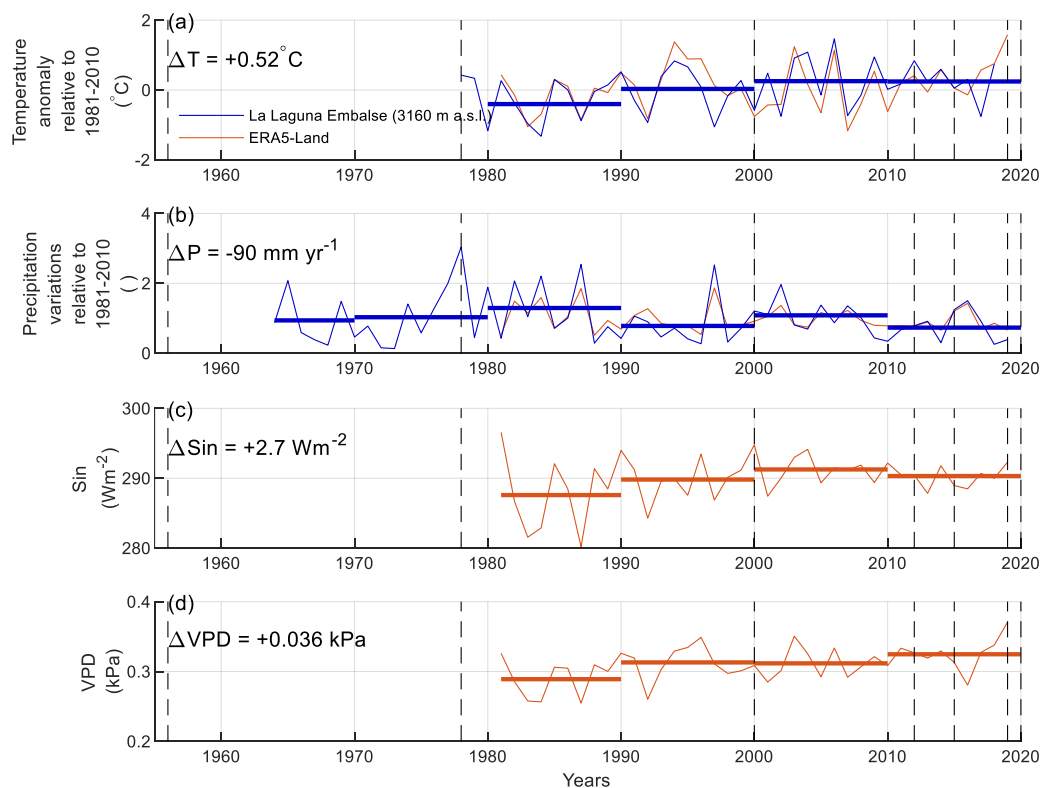 (a)
ΔT = +0.52°C
Temperature
anomaly
relative to
1981-2010
(°C)
2
0
-2
La Laguna Embalse (3160 m a.s.l.)
ERA5-Land
1960 1970 1980 1990 2000 2010 2020
(b)
ΔP = -90 mm yr-1
Precipitation
variations
relative to
1981-2010
( )
4
2
0
1960 1970 1980 1990 2000 2010 2020
(c)
ΔSin = +2.7 Wm-2
Sin
(Wm-2)
300
290
280
1960 1970 1980 1990 2000 2010 2020
(d)
ΔVPD = +0.036 kPa
VPD
(kPa)
0.4
0.3
0.2
1960 1970 1980 1990 2000 2010 2020
Years